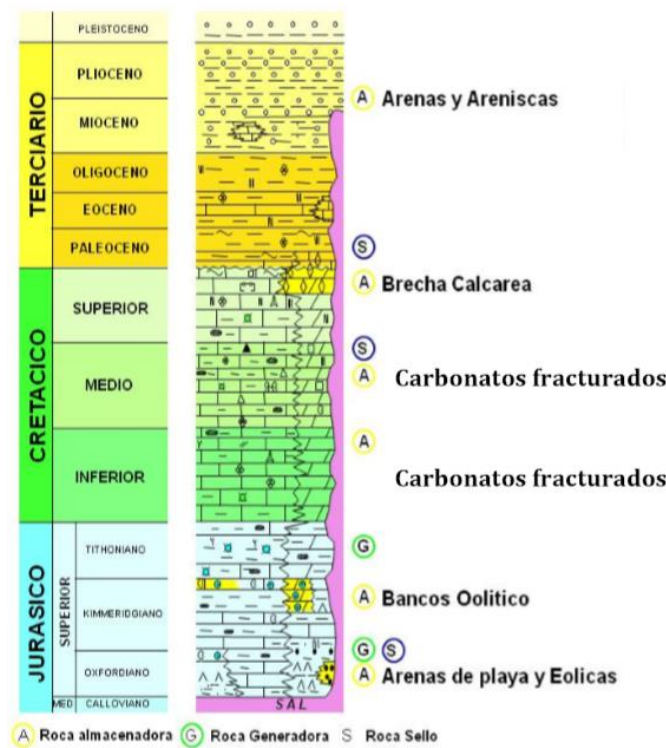 PLEISTOCENO
PLIOCENO
A Arenas y Areniscas
MIOCENO
TERCIARIO
OLIGOCENO
EOCENO
PALEOCENO
S
A Brecha Calcarea
SUPERIOR
S
CRETACICO
MEDIO
A Carbonatos fracturados
A
INFERIOR
Carbonatos fracturados
TITHONIANO
G
JURASICO
SUPERIOR
KIMMERIDGIANO
A Bancos Oolitico
G S
OXFORDIANO
A Arenas de playa y Eolicas
MED
CALLOVIANO
SAL
A Roca almacenadora G Roca Generadora S Roca Sello